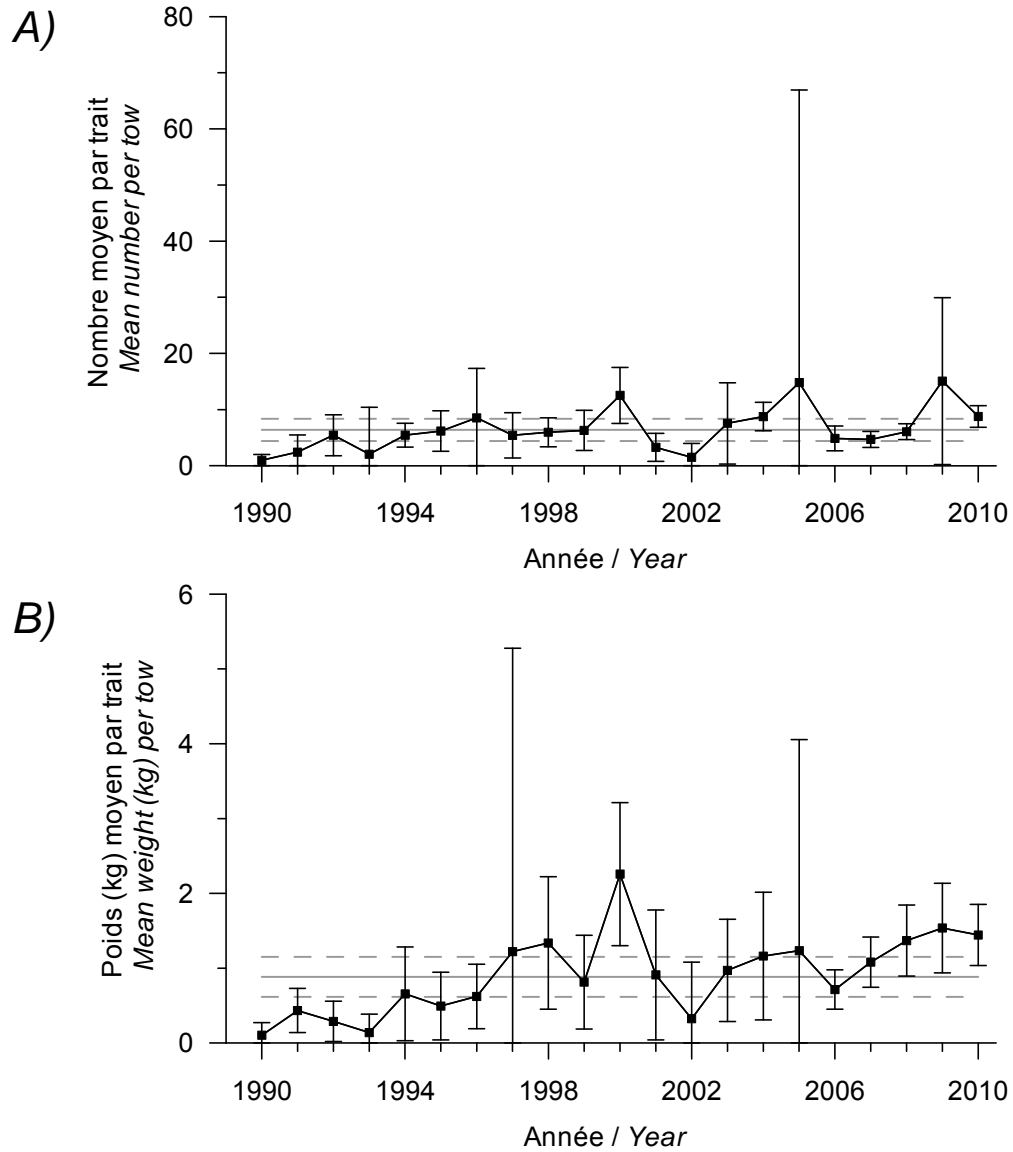 A)
80
60
40
20
0
Nombre moyen par trait
Mean number per tow
1990 1994 1998 2002 2006 2010
Année / Year
B)
6
4
2
0
Poids (kg) moyen par trait
Mean weight (kg) per tow
1990 1994 1998 2002 2006 2010
Année / Year